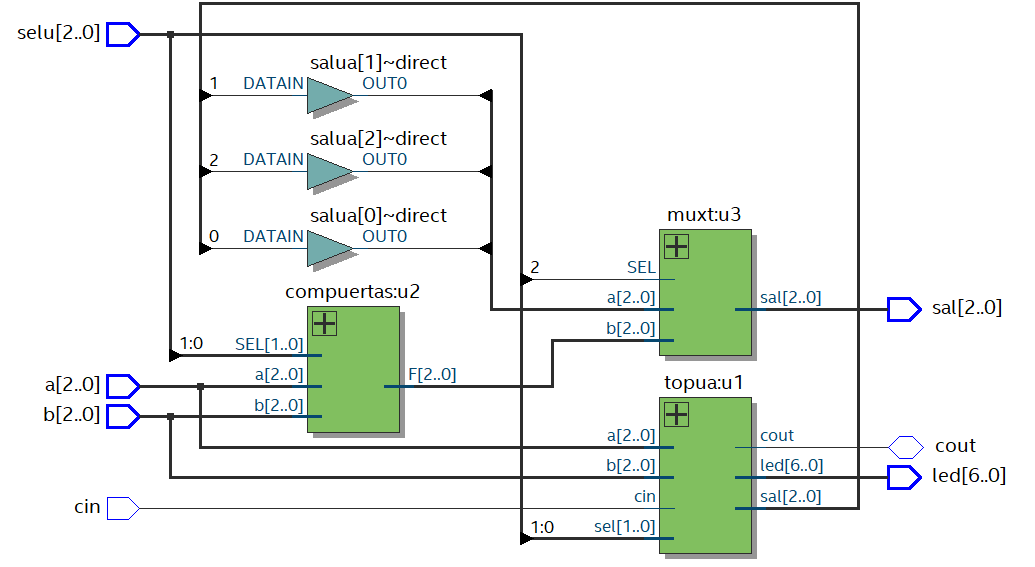 selu[2..0]
salua[1]~direct
1
DATAIN
OUT0
salua[2]~direct
2
DATAIN
OUT0
salua[0]~direct
0
DATAIN
OUT0
muxt:u3
2
SEL
a[2..0]
sal[2..0]
sal[2..0]
b[2..0]
compuertas:u2
1:0
SEL[1..0]
a[2..0]
a[2..0]
F[2..0]
b[2..0]
b[2..0]
topua:u1
a[2..0]
cout
cout
b[2..0]
led[6..0]
led[6..0]
cin
cin
sal[2..0]
1:0
sel[1..0]